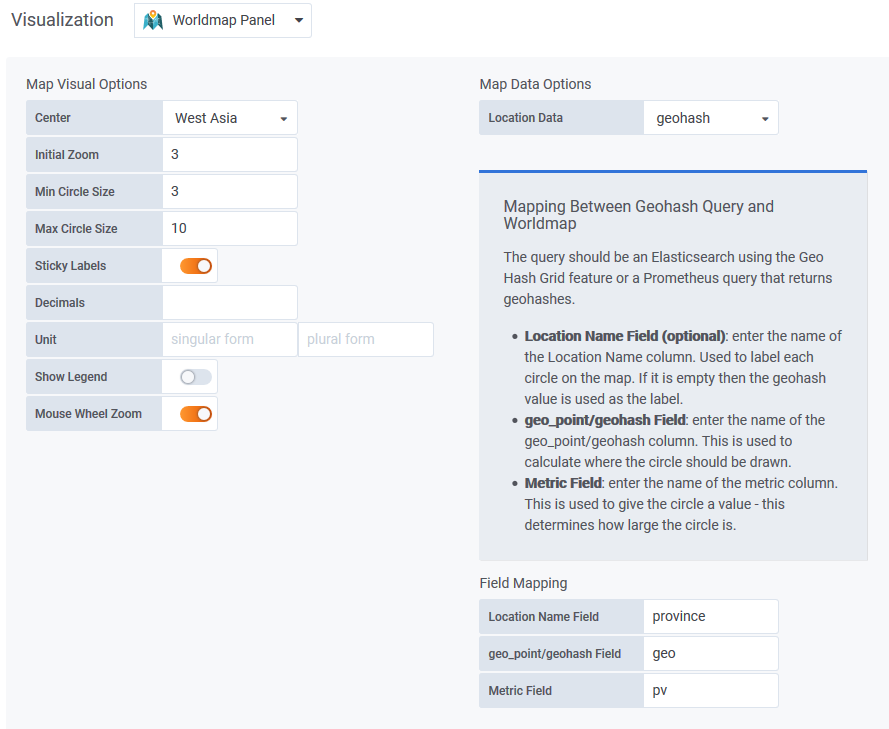 Visualization
Worldmap Panel
Map Visual Options
Center
West Asia
Initial Zoom
3
Min Circle Size
3
Max Circle Size
10
Sticky Labels
Decimals
Unit
singular form
plural form
Show Legend
Mouse Wheel Zoom
Map Data Options
Location Data
geohash
Mapping Between Geohash Query and
Worldmap
The query should be an Elasticsearch using the Geo
Hash Grid feature or a Prometheus query that returns
geohashes.
• Location Name Field (optional): enter the name of
the Location Name column. Used to label each
circle on the map. If it is empty then the geohash
value is used as the label.
• geo_point/geohash Field: enter the name of the
geo_point/geohash column. This is used to
calculate where the circle should be drawn.
• Metric Field: enter the name of the metric column.
This is used to give the circle a value - this
determines how large the circle is.
Field Mapping
Location Name Field
province
geo_point/geohash Field
geo
Metric Field
pv